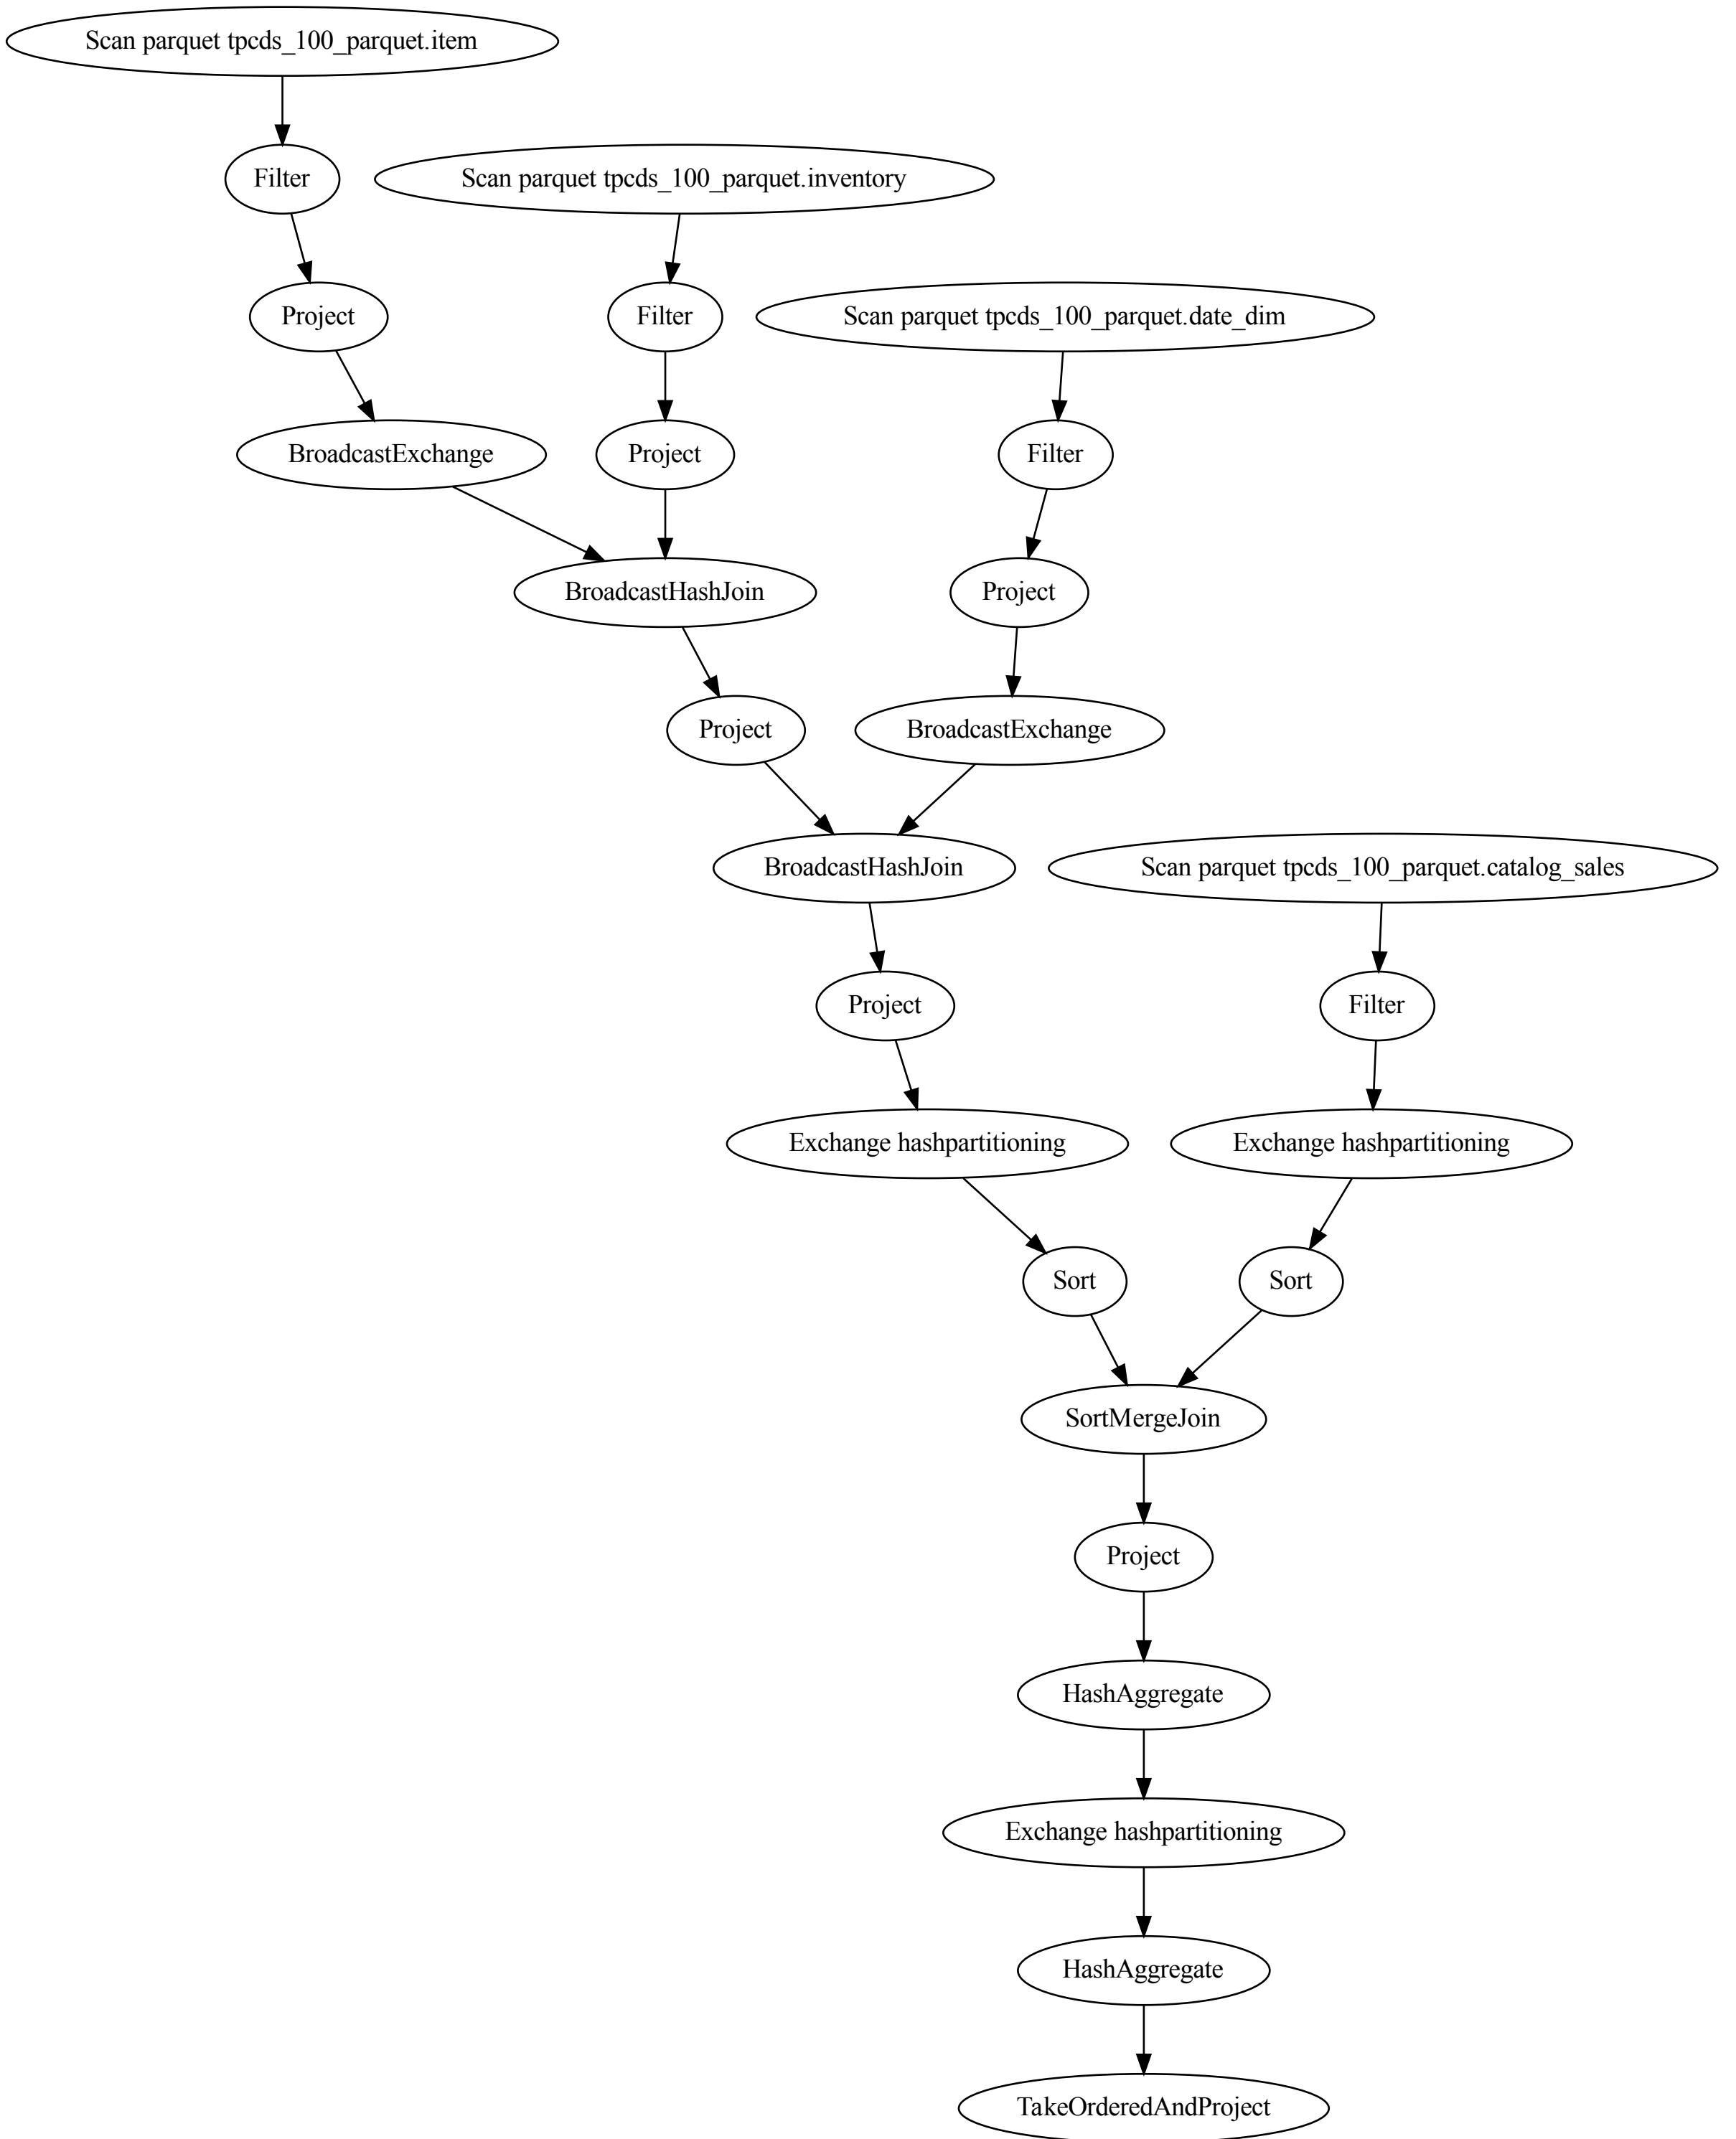 Scan parquet tpcds_100_parquet.item
Filter
Scan parquet tpcds_100_parquet.inventory
Project
Filter
Scan parquet tpcds_100_parquet.date_dim
BroadcastExchange
Project
Filter
BroadcastHashJoin
Project
Project
BroadcastExchange
BroadcastHashJoin
Scan parquet tpcds_100_parquet.catalog_sales
Project
Filter
Exchange hashpartitioning
Exchange hashpartitioning
Sort
Sort
SortMergeJoin
Project
HashAggregate
Exchange hashpartitioning
HashAggregate
TakeOrderedAndProject